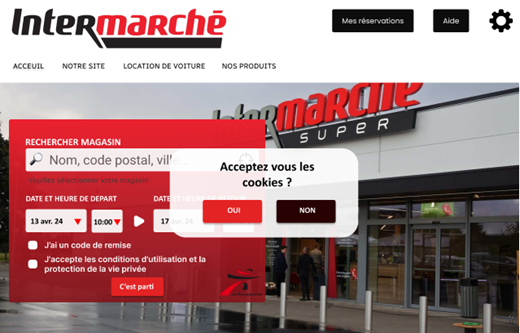 Intermarché
Mes réservations
Aide
ACCEUIL
NOTRE SITE
LOCATION DE VOITURE
NOS PRODUITS
Intermarché
SUPER
RECHERCHER MAGASIN
Nom, code postal, vil
Veuillez sélectionner votre magasin
Acceptez vous les
cookies ?
OUI
NON
DATE ET HEURE DE DEPART
DATE ET
13 avr. 24
10:00
17
24
J'ai un code de remise
J'accepte les conditions d'utilisation et la
protection de la vie privée
C'est parti